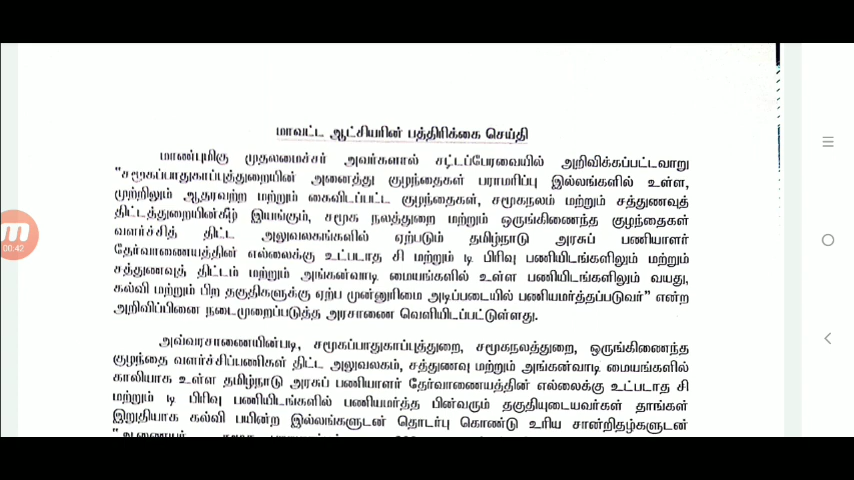 மாவட்ட ஆட்சியரின் பத்திரிக்கை செய்தி
மாண்புமிகு முதலமைச்சர் அவர்களால் சட்டப்பேரவையில் அறிவிக்கப்பட்டவாறு
“சமூகப்பாதுகாப்புத்துறையின் அனைத்து குழந்தைகள் பராமரிப்பு இல்லங்களில் உள்ள,
முற்றிலும் ஆதரவற்ற மற்றும் கைவிடப்பட்ட குழந்தைகள், சமூகநலம் மற்றும் சத்துணவுத்
திட்டத்துறையின்கீழ் இயங்கும், சமூக நலத்துறை மற்றும் ஒருங்கிணைந்த குழந்தைகள்
வளர்ச்சித் திட்ட அலுவலகங்களில் ஏற்படும் தமிழ்நாடு அரசுப் பணியாளர்
தேர்வாணையத்தின் எல்லைக்கு உட்படாத சி மற்றும் டி பிரிவு பணியிடங்களிலும் மற்றும்
சத்துணவுத் திட்டம் மற்றும் அங்கன்வாடி மையங்களில் உள்ள பணியிடங்களிலும் வயது,
கல்வி மற்றும் பிற தகுதிகளுக்கு ஏற்ப முன்னுரிமை அடிப்படையில் பணியமர்த்தப்படுவர்” என்ற
அறிவிப்பினை நடைமுறைப்படுத்த அரசாணை வெளியிடப்பட்டுள்ளது.
அவ்வரசாணையின்படி, சமூகப்பாதுகாப்புத்துறை, சமூகநலத்துறை, ஒருங்கிணைந்த
குழந்தை வளர்ச்சிப்பணிகள் திட்ட அலுவலகம், சத்துணவு மற்றும் அங்கன்வாடி மையங்களில்
காலியாக உள்ள தமிழ்நாடு அரசுப் பணியாளர் தேர்வாணையத்தின் எல்லைக்கு உட்படாத சி
மற்றும் டி பிரிவு பணியிடங்களில் பணியமர்த்த பின்வரும் தகுதியுடையவர்கள் தாங்கள்
இறுதியாக கல்வி பயின்ற இல்லங்களுடன் தொடர்பு கொண்டு உரிய சான்றிதழ்களுடன்
00:42